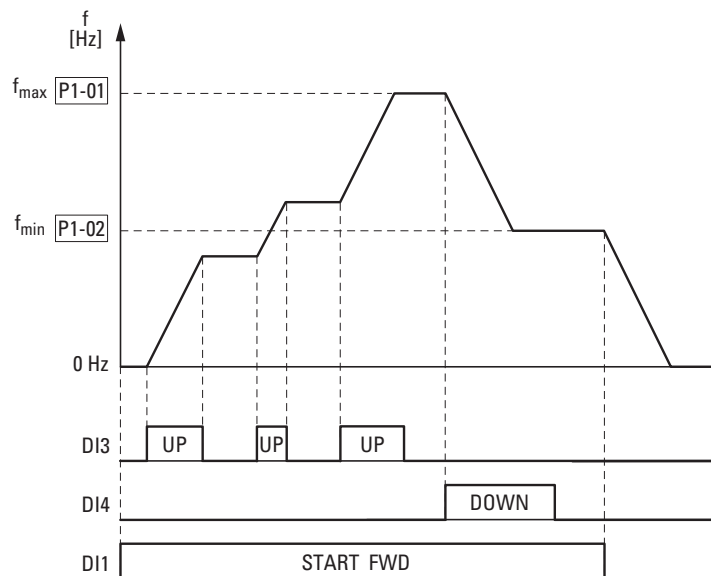 f
[Hz]
fmax P1-01
fmin P1-02
0 Hz
DI3 UP UP UP
DI4 DOWN
DI1 START FWD